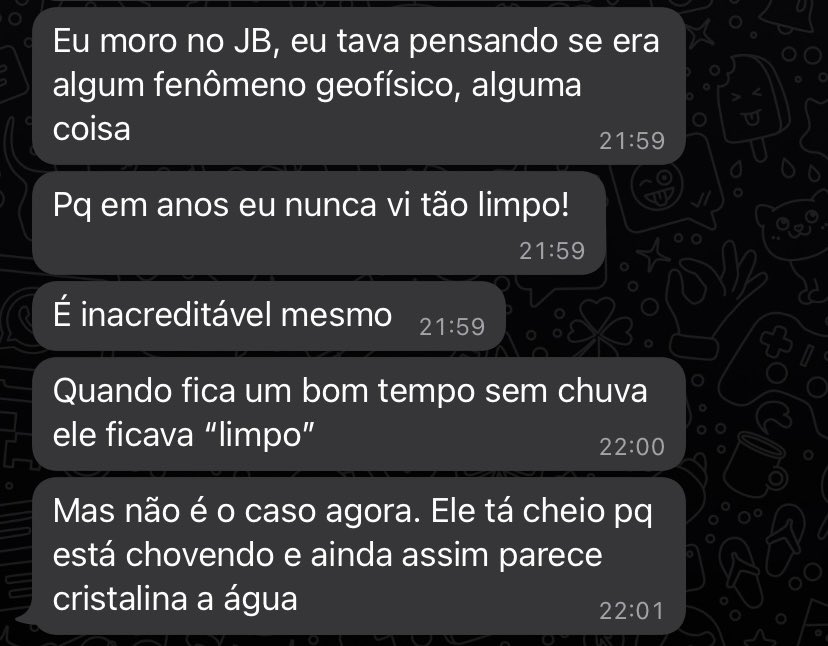 Eu moro no JB, eu tava pensando se era
algum fenômeno geofísico, alguma
coisa
21:59
Pq em anos eu nunca vi tão limpo!
21:59
É inacreditável mesmo 21:59
Quando fica um bom tempo sem chuva
ele ficava “limpo”
22:00
Mas não é o caso agora. Ele tá cheio pq
está chovendo e ainda assim parece
cristalina a água
22:01